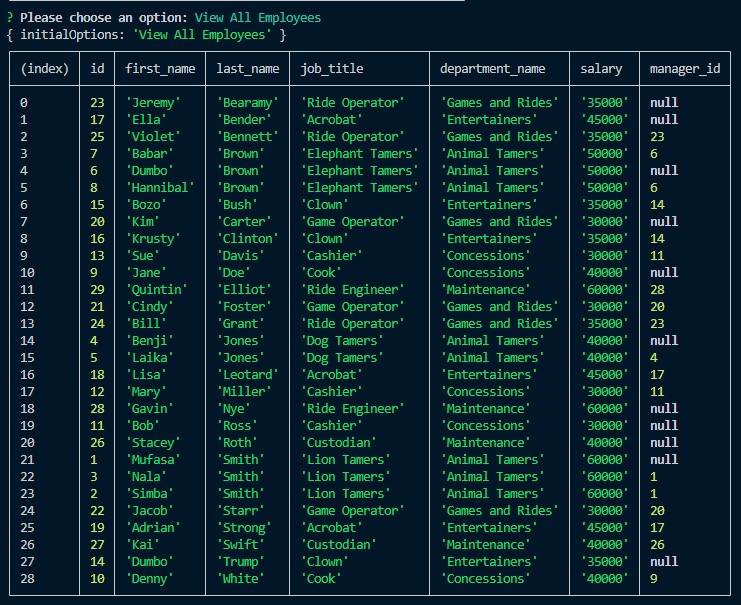 ? Please choose an option: View All Employees
{ initialOptions: 'View All Employees' }
(index) id first_name last_name job_title department_name salary manager_id
0 23 'Jeremy' 'Bearamy' 'Ride Operator' 'Games and Rides' '35000' null
1 17 'Ella' 'Bender' 'Acrobat' 'Entertainers' '45000' null
2 25 'Violet' 'Bennett' 'Ride Operator' 'Games and Rides' '35000' 23
3 7 'Babar' 'Brown' 'Elephant Tamers' 'Animal Tamers' '50000' 6
4 6 'Dumbo' 'Brown' 'Elephant Tamers' 'Animal Tamers' '50000' null
5 8 'Hannibal' 'Brown' 'Elephant Tamers' 'Animal Tamers' '50000' 6
6 15 'Bozo' 'Bush' 'Clown' 'Entertainers' '35000' 14
7 20 'Kim' 'Carter' 'Game Operator' 'Games and Rides' '30000' null
8 16 'Krusty' 'Clinton' 'Clown' 'Entertainers' '35000' 14
9 13 'Sue' 'Davis' 'Cashier' 'Concessions' '30000' 11
10 9 'Jane' 'Doe' 'Cook' 'Concessions' '40000' null
11 29 'Quintin' 'Elliot' 'Ride Engineer' 'Maintenance' '60000' 28
12 21 'Cindy' 'Foster' 'Game Operator' 'Games and Rides' '30000' 20
13 24 'Bill' 'Grant' 'Ride Operator' 'Games and Rides' '35000' 23
14 4 'Benji' 'Jones' 'Dog Tamers' 'Animal Tamers' '40000' null
15 5 'Laika' 'Jones' 'Dog Tamers' 'Animal Tamers' '40000' 4
16 18 'Lisa' 'Leotard' 'Acrobat' 'Entertainers' '45000' 17
17 12 'Mary' 'Miller' 'Cashier' 'Concessions' '30000' 11
18 28 'Gavin' 'Nye' 'Ride Engineer' 'Maintenance' '60000' null
19 11 'Bob' 'Ross' 'Cashier' 'Concessions' '30000' null
20 26 'Stacey' 'Roth' 'Custodian' 'Maintenance' '40000' null
21 1 'Mufasa' 'Smith' 'Lion Tamers' 'Animal Tamers' '60000' null
22 3 'Nala' 'Smith' 'Lion Tamers' 'Animal Tamers' '60000' 1
23 2 'Simba' 'Smith' 'Lion Tamers' 'Animal Tamers' '60000' 1
24 22 'Jacob' 'Starr' 'Game Operator' 'Games and Rides' '30000' 20
25 19 'Adrian' 'Strong' 'Acrobat' 'Entertainers' '45000' 17
26 27 'Kai' 'Swift' 'Custodian' 'Maintenance' '40000' 26
27 14 'Dumbo' 'Trump' 'Clown' 'Entertainers' '35000' null
28 10 'Denny' 'White' 'Cook' 'Concessions' '40000' 9